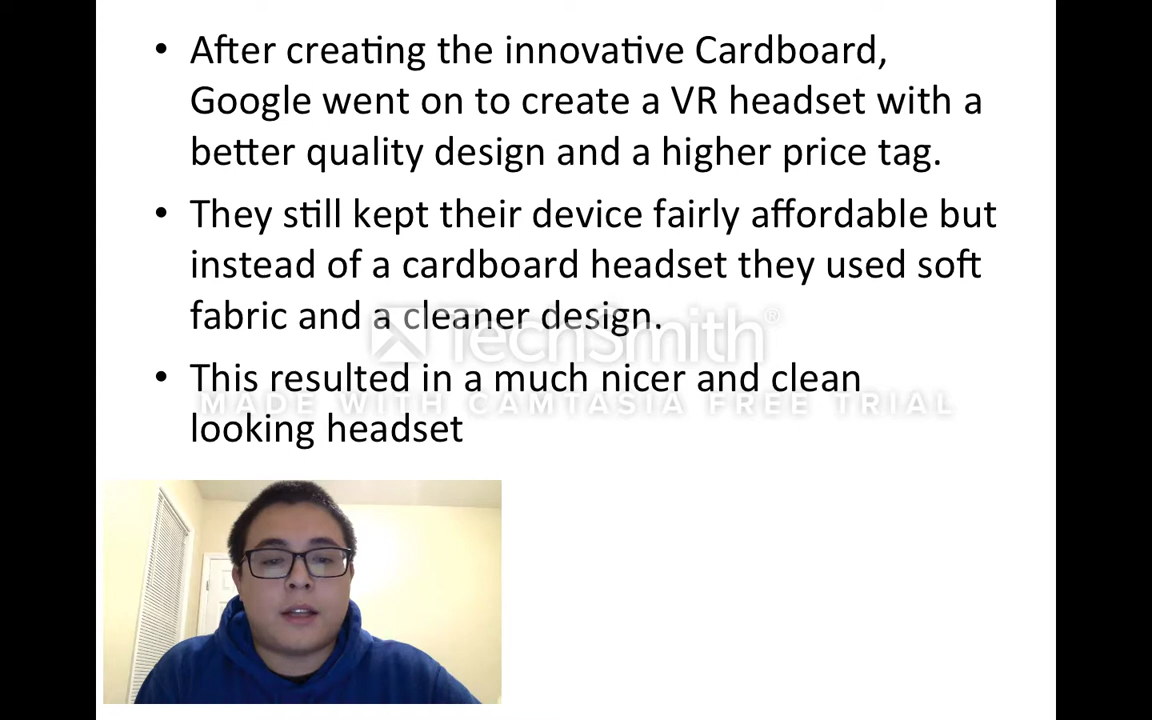 • After creating the innovative Cardboard,
Google went on to create a VR headset with a
better quality design and a higher price tag.
• They still kept their device fairly affordable but
instead of a cardboard headset they used soft
fabric and a cleaner design.
TechSmith®
• This resulted in a much nicer and clean
MADE WITH CAMTASIA FREE TRIAL
looking headset